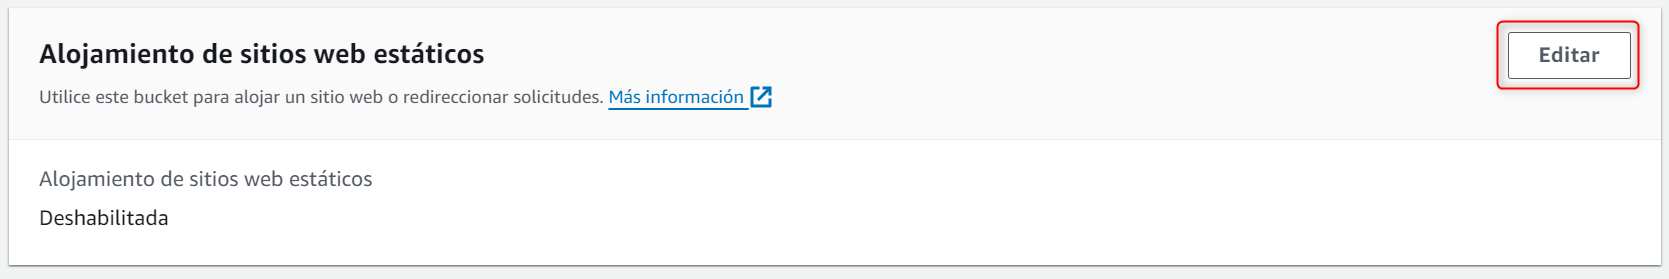 Alojamiento de sitios web estáticos
Editar
Utilice este bucket para alojar un sitio web o redireccionar solicitudes. Más información
Alojamiento de sitios web estáticos
Deshabilitada